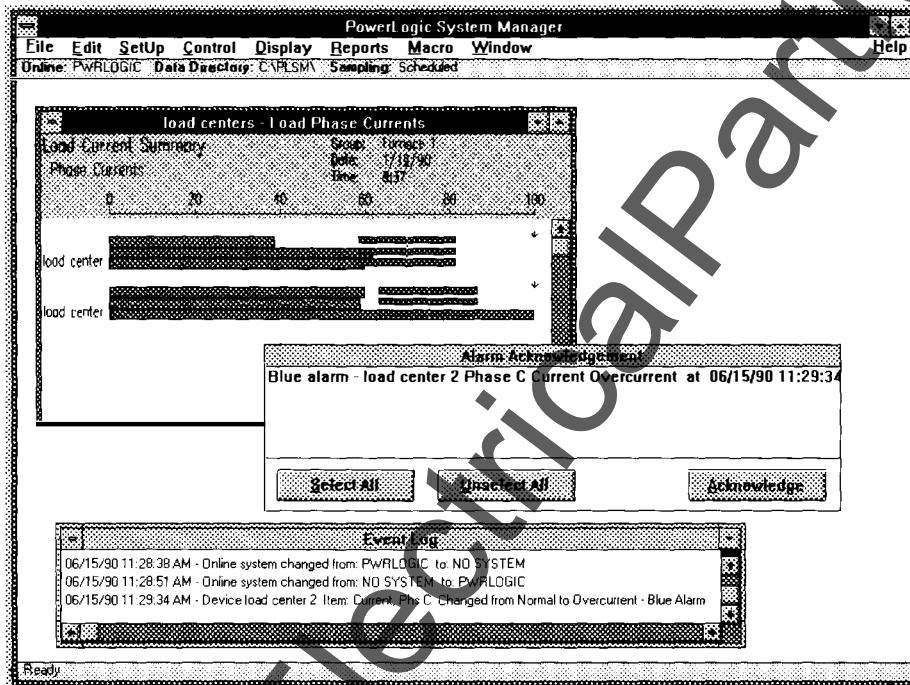 PowerLogic System Manager
File Edit SetUp Control Display Reports Macro Window Help
Online: PWRLOGIC Data Directory: C:\PLSM\ Sampling: Scheduled
load centers - Load Phase Currents
Load Current Summary
Phase Currents
Group: Furnace 1
Date:
Time: 8:37
0 20 40 60 80 100
load center
load center
Alarm Acknowledgement
Blue alarm - load center 2 Phase C Current Overcurrent at 06/15/90 11:29:34
Select All Unselect All Acknowledge
Event Log
06/15/90 11:28:38 AM - Online system changed from: PWRLOGIC to: NO SYSTEM
06/15/90 11:28:51 AM - Online system changed from: NO SYSTEM to: PWRLOGIC
06/15/90 11:29:34 AM - Device load center 2 Item: Current, Phs C Changed from Normal to Overcurrent - Blue Alarm
Ready